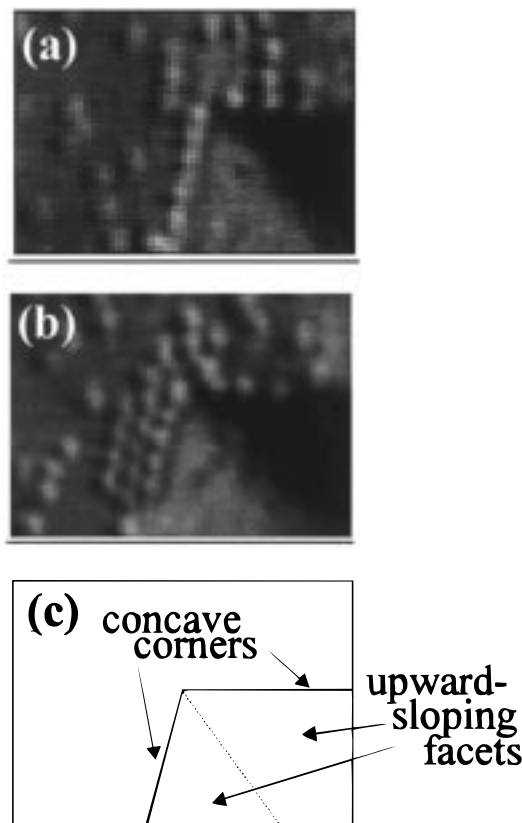 (a)
(b)
(c)
concave
corners
upward-
sloping
facets